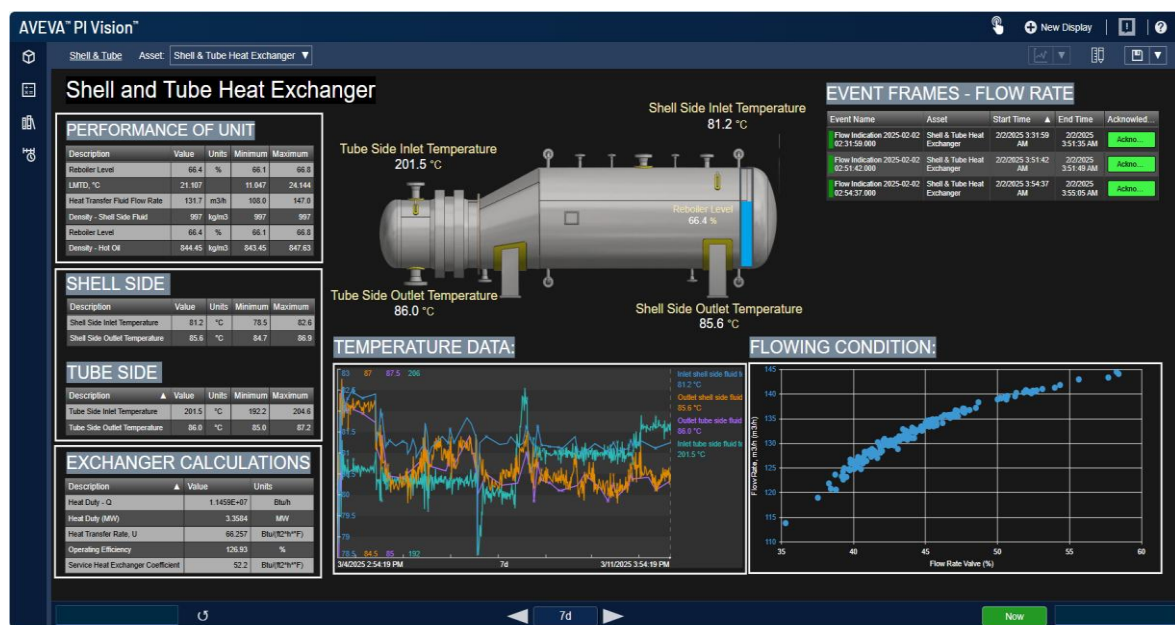 AVEVA™ PI Vision™
New Display
Shell & Tube Asset: Shell & Tube Heat Exchanger
Shell and Tube Heat Exchanger
PERFORMANCE OF UNIT
Description Value Units Minimum Maximum
Reboiler Level 66.4 % 66.1 66.8
LMTD, °C 21.107 11.047 24.144
Heat Transfer Fluid Flow Rate 131.7 m3/h 108.0 147.0
Density - Shell Side Fluid 997 kg/m3 997 997
Reboiler Level 66.4 % 66.1 66.8
Density - Hot Oil 844.45 kg/m3 843.45 847.63
SHELL SIDE
Description Value Units Minimum Maximum
Shell Side Inlet Temperature 81.2 °C 78.5 82.6
Shell Side Outlet Temperature 85.6 °C 84.7 86.9
TUBE SIDE
Description Value Units Minimum Maximum
Tube Side Inlet Temperature 201.5 °C 192.2 204.6
Tube Side Outlet Temperature 86.0 °C 85.0 87.2
EXCHANGER CALCULATIONS
Description Value Units
Heat Duty - Q 1.1459E+07 Btu/h
Heat Duty (MW) 3.3584 MW
Heat Transfer Rate, U 66.257 Btu/(ft2*h*°F)
Operating Efficiency 126.93 %
Service Heat Exchanger Coefficient 52.2 Btu/(ft2*h*°F)
Shell Side Inlet Temperature
81.2 °C
Tube Side Inlet Temperature
201.5 °C
Reboiler Level
66.4 %
Tube Side Outlet Temperature
86.0 °C
Shell Side Outlet Temperature
85.6 °C
EVENT FRAMES - FLOW RATE
Event Name Asset Start Time End Time Acknowled...
Flow Indication 2025-02-02 02:31:59.000 Shell & Tube Heat Exchanger 2/2/2025 3:31:59 AM 2/2/2025 3:51:35 AM Ackno...
Flow Indication 2025-02-02 02:51:42.000 Shell & Tube Heat Exchanger 2/2/2025 3:51:42 AM 2/2/2025 3:51:49 AM Ackno...
Flow Indication 2025-02-02 02:54:37.000 Shell & Tube Heat Exchanger 2/2/2025 3:54:37 AM 2/2/2025 3:55:05 AM Ackno...
TEMPERATURE DATA:
83 87 87.5 206
82.5
81.5
80
79.5
79
78.5 84.5 85 192
3/4/2025 2:54:19 PM 7d 3/11/2025 3:54:19 PM
Inlet shell side fluid t
81.2 °C
Outlet shell side fluid
85.6 °C
Outlet tube side fluid
86.0 °C
Inlet tube side fluid t
201.5 °C
FLOWING CONDITION:
Flow Rate, m3/h (m3/h)
145
140
135
130
125
120
115
110
35 40 45 50 55 60
Flow Rate Valve (%)
7d
Now